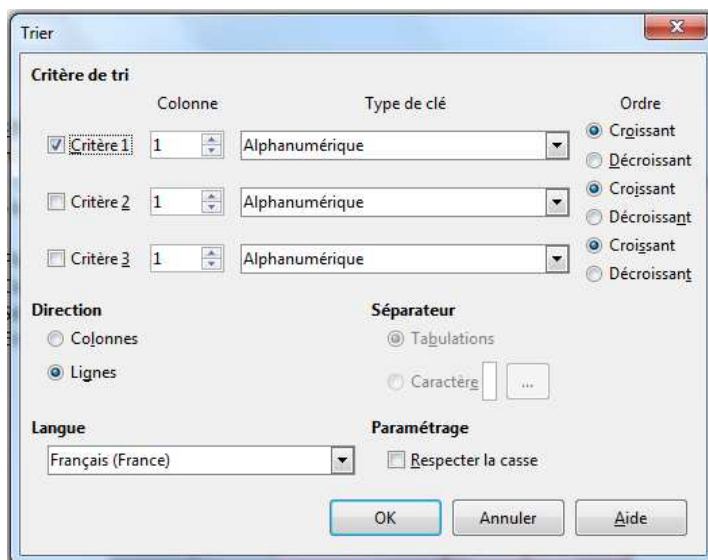 Trier
Critère de tri
Colonne Type de clé Ordre
Critère 1 1 Alphanumérique Croissant
Décroissant
Critère 2 1 Alphanumérique Croissant
Décroissant
Critère 3 1 Alphanumérique Croissant
Décroissant
Direction Séparateur
Colonnes Tabulations
Lignes Caractère ...
Langue Paramétrage
Français (France) Respecter la casse
OK Annuler Aide